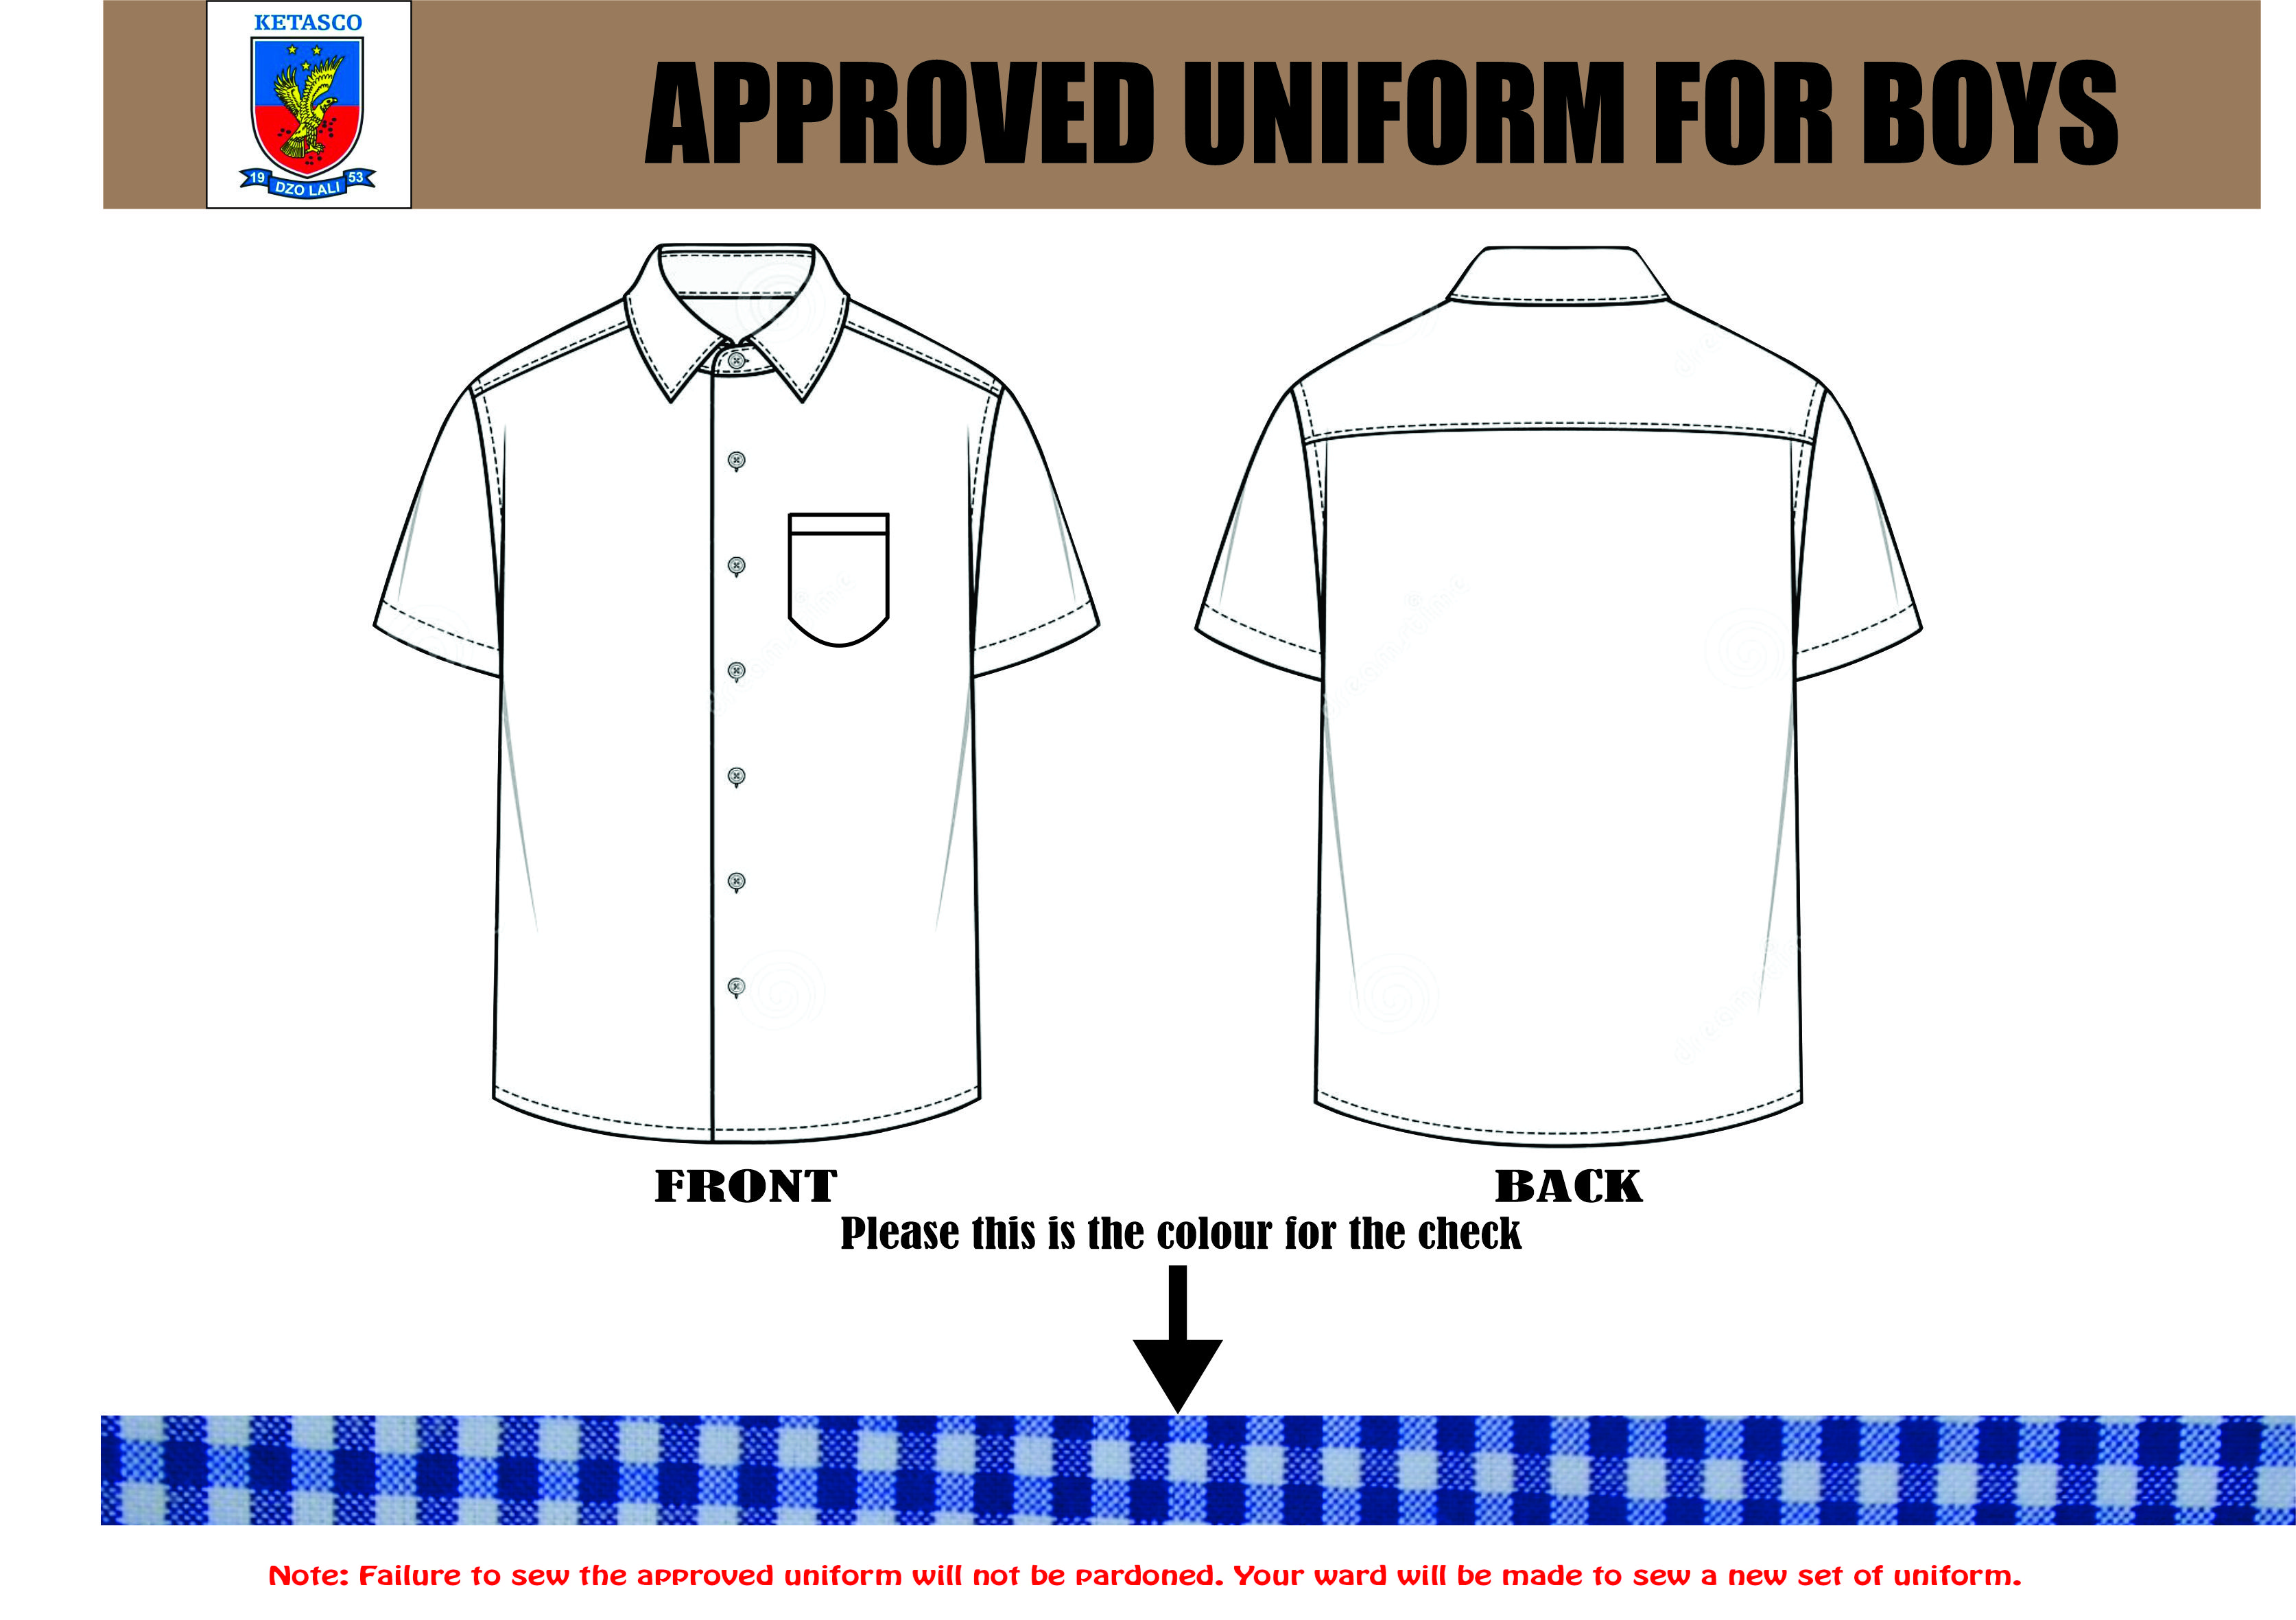 KETASCO
19 DZO LALI 53
APPROVED UNIFORM FOR BOYS
FRONT
BACK
Please this is the colour for the check
Note: Failure to sew the approved uniform will not be pardoned. Your ward will be made to sew a new set of uniform.